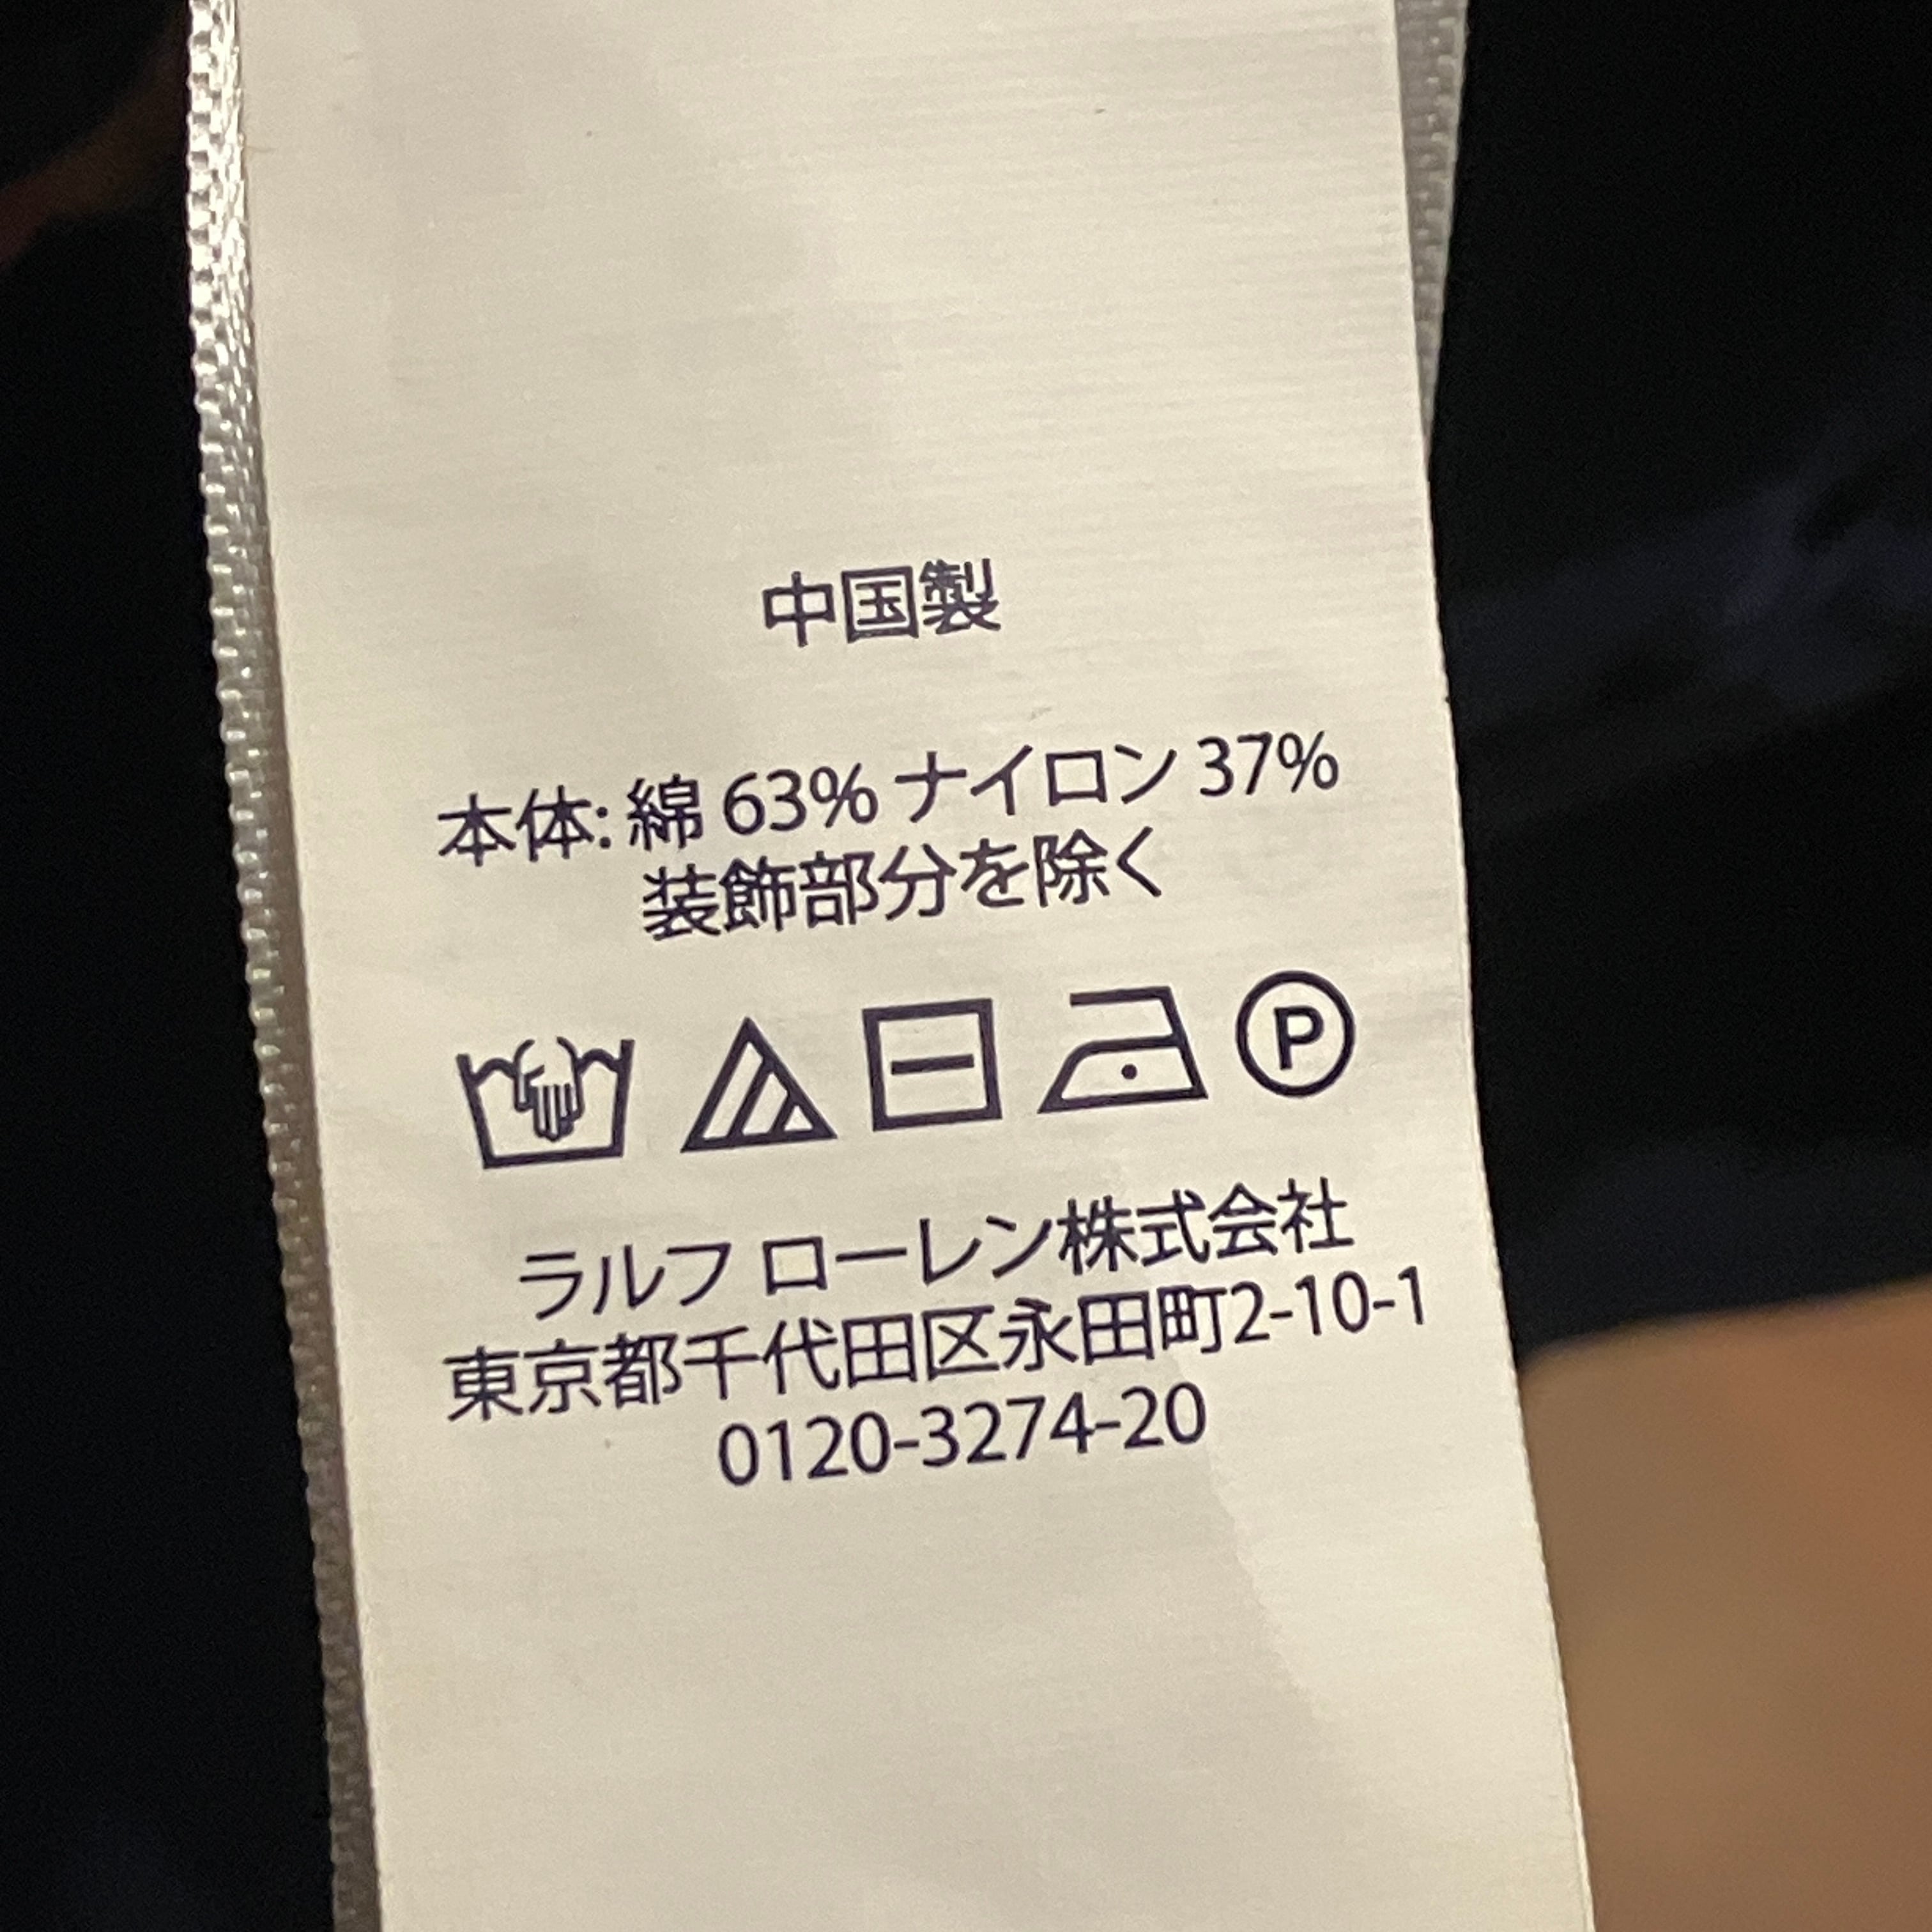 中国製
本体: 綿 63% ナイロン 37%
装飾部分を除く
P
ラルフ ローレン株式会社
東京都千代田区永田町2-10-1
0120-3274-20